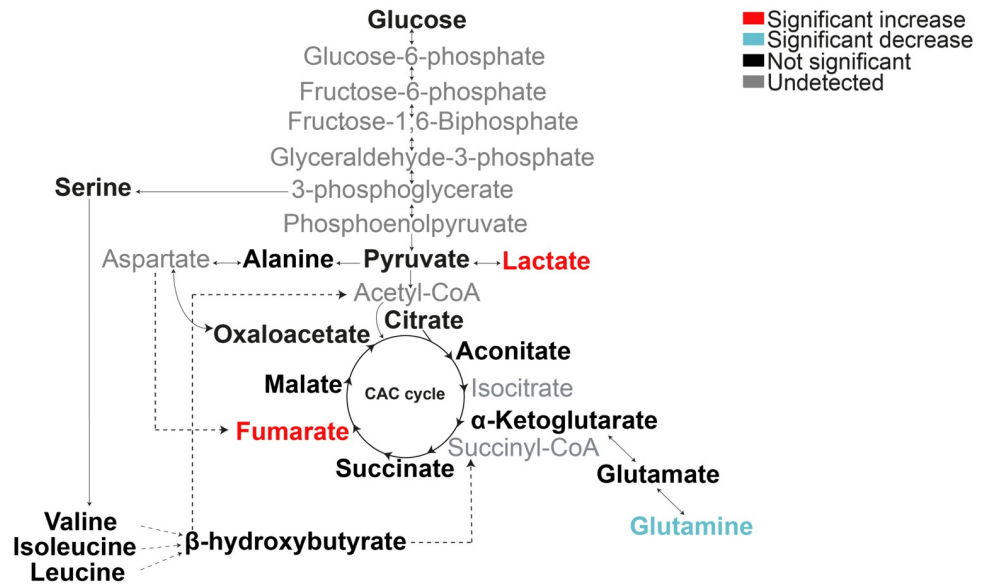 Glucose
Significant increase
Significant decrease
Not significant
Undetected
Glucose-6-phosphate
Fructose-6-phosphate
Fructose-1,6-Biphosphate
Glyceraldehyde-3-phosphate
Serine
3-phosphoglycerate
Phosphoenolpyruvate
Aspartate
Alanine
Pyruvate
Lactate
Acetyl-CoA
Citrate
Oxaloacetate
Aconitate
Malate
CAC cycle
Isocitrate
α-Ketoglutarate
Fumarate
Succinyl-CoA
Succinate
Glutamate
Glutamine
Valine
Isoleucine
Leucine
β-hydroxybutyrate